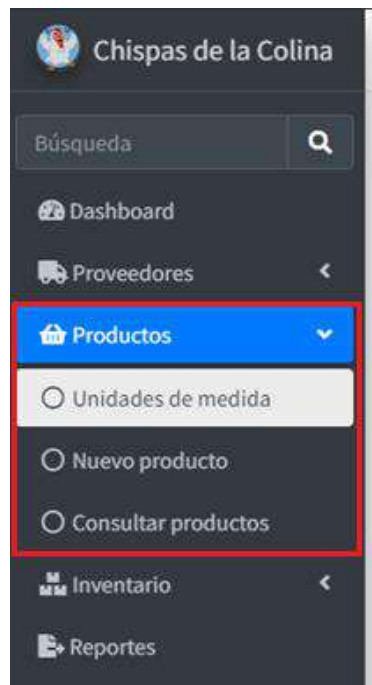 Chispas de la Colina
Búsqueda
Dashboard
Proveedores
Productos
Unidades de medida
Nuevo producto
Consultar productos
Inventario
Reportes